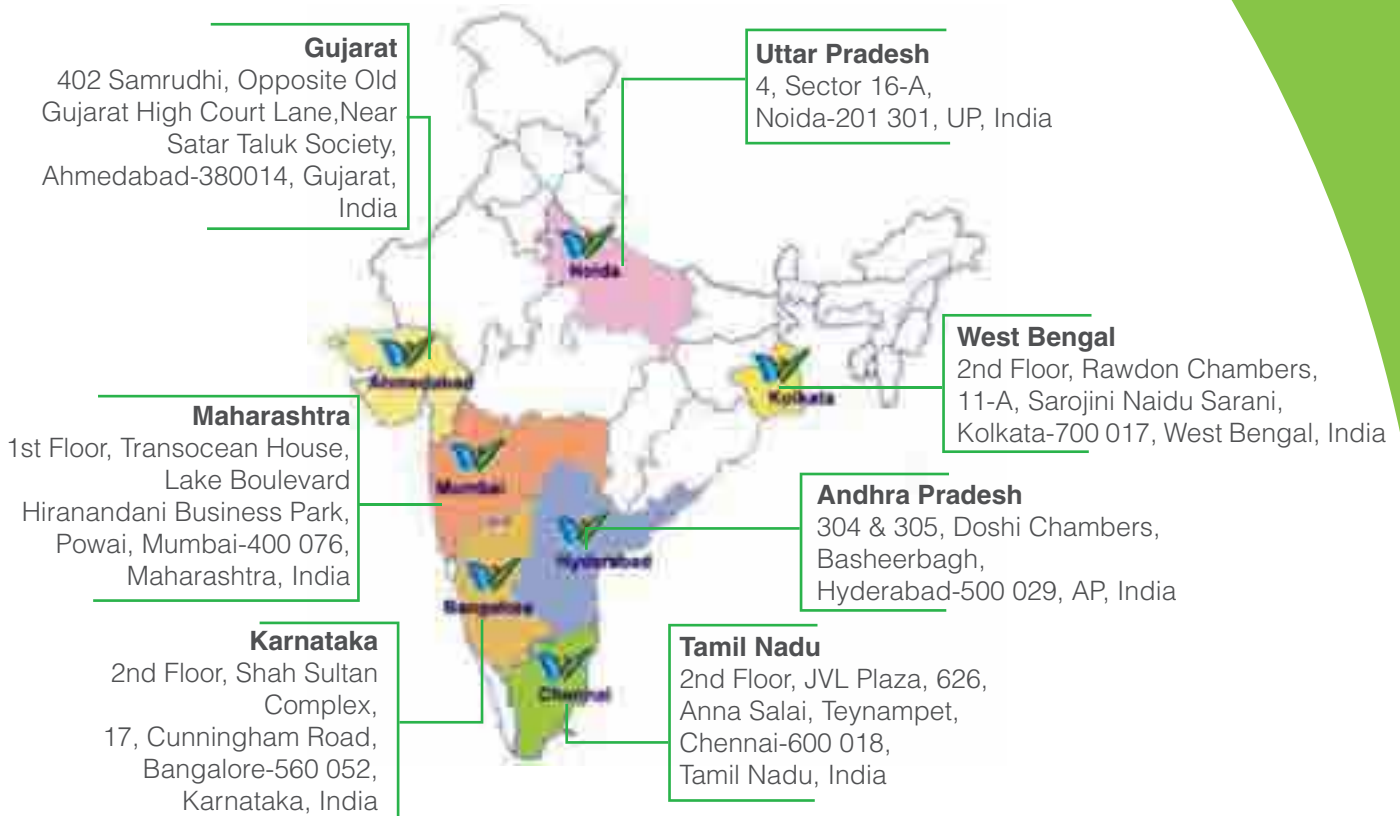 Gujarat
402 Samrudhi, Opposite Old
Gujarat High Court Lane,Near
Satar Taluk Society,
Ahmedabad-380014, Gujarat,
India
Uttar Pradesh
4, Sector 16-A,
Noida-201 301, UP, India
Noida
Ahmedabad
Kolkata
West Bengal
2nd Floor, Rawdon Chambers,
11-A, Sarojini Naidu Sarani,
Kolkata-700 017, West Bengal, India
Maharashtra
1st Floor, Transocean House,
Lake Boulevard
Hiranandani Business Park,
Powai, Mumbai-400 076,
Maharashtra, India
Mumbai
Hyderabad
Andhra Pradesh
304 & 305, Doshi Chambers,
Basheerbagh,
Hyderabad-500 029, AP, India
Bangalore
Karnataka
2nd Floor, Shah Sultan
Complex,
17, Cunningham Road,
Bangalore-560 052,
Karnataka, India
Chennai
Tamil Nadu
2nd Floor, JVL Plaza, 626,
Anna Salai, Teynampet,
Chennai-600 018,
Tamil Nadu, India